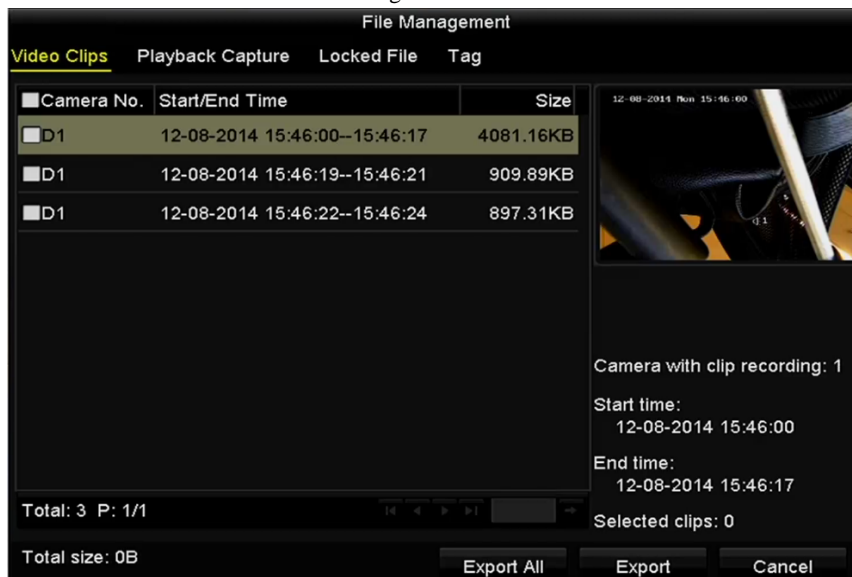 File Management
Video Clips Playback Capture Locked File Tag
Camera No. Start/End Time Size
D1 12-08-2014 15:46:00--15:46:17 4081.16KB
D1 12-08-2014 15:46:19--15:46:21 909.89KB
D1 12-08-2014 15:46:22--15:46:24 897.31KB
12-08-2014 Mon 15:46:00
Camera with clip recording: 1
Start time:
12-08-2014 15:46:00
End time:
12-08-2014 15:46:17
Selected clips: 0
Total: 3 P: 1/1
Total size: 0B
Export All Export Cancel